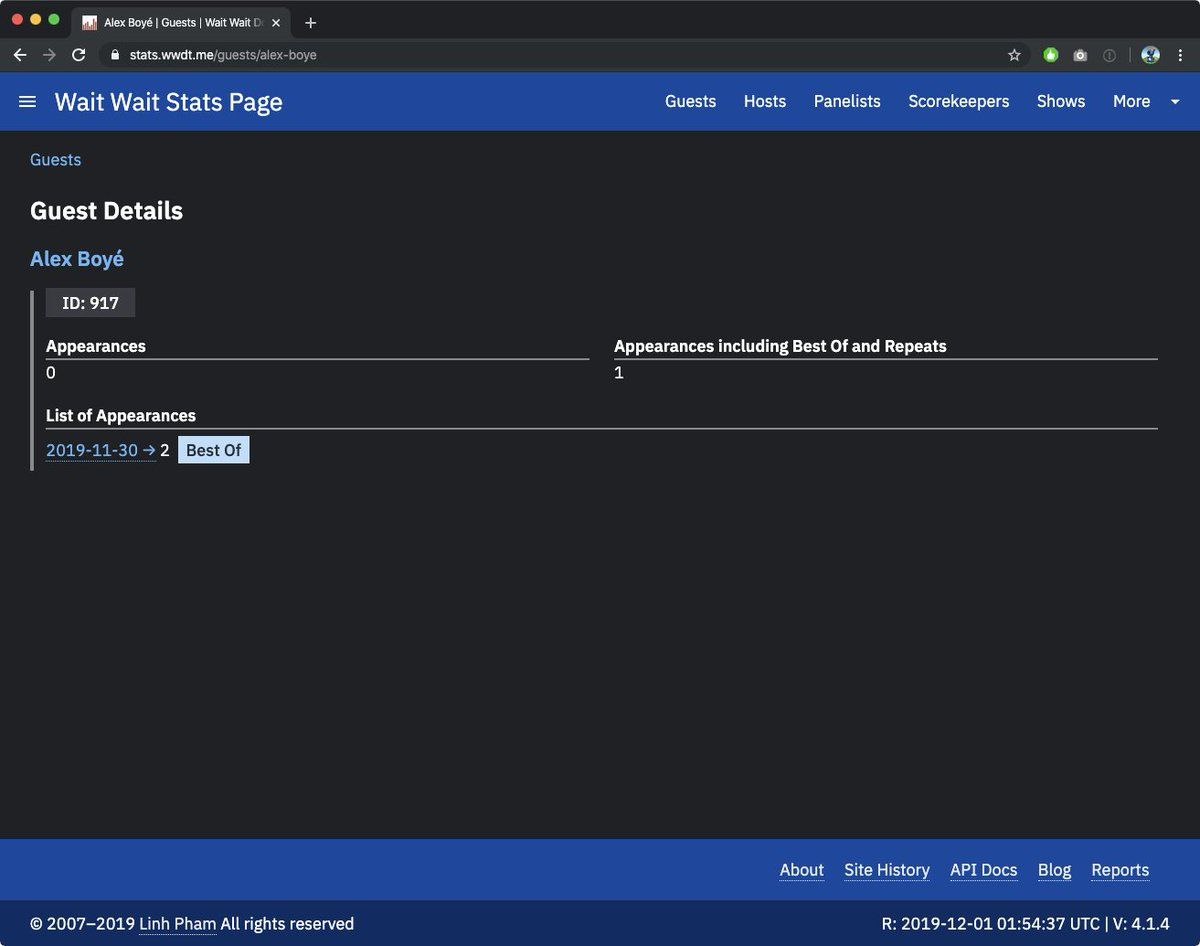 Alex Boyé | Guests | Wait Wait D
stats.wwdt.me/guests/alex-boye
Wait Wait Stats Page
Guests Hosts Panelists Scorekeepers Shows More
Guests
Guest Details
Alex Boyé
ID: 917
Appearances
0
Appearances including Best Of and Repeats
1
List of Appearances
2019-11-30 → 2 Best Of
About Site History API Docs Blog Reports
© 2007–2019 Linh Pham All rights reserved
R: 2019-12-01 01:54:37 UTC | V: 4.1.4